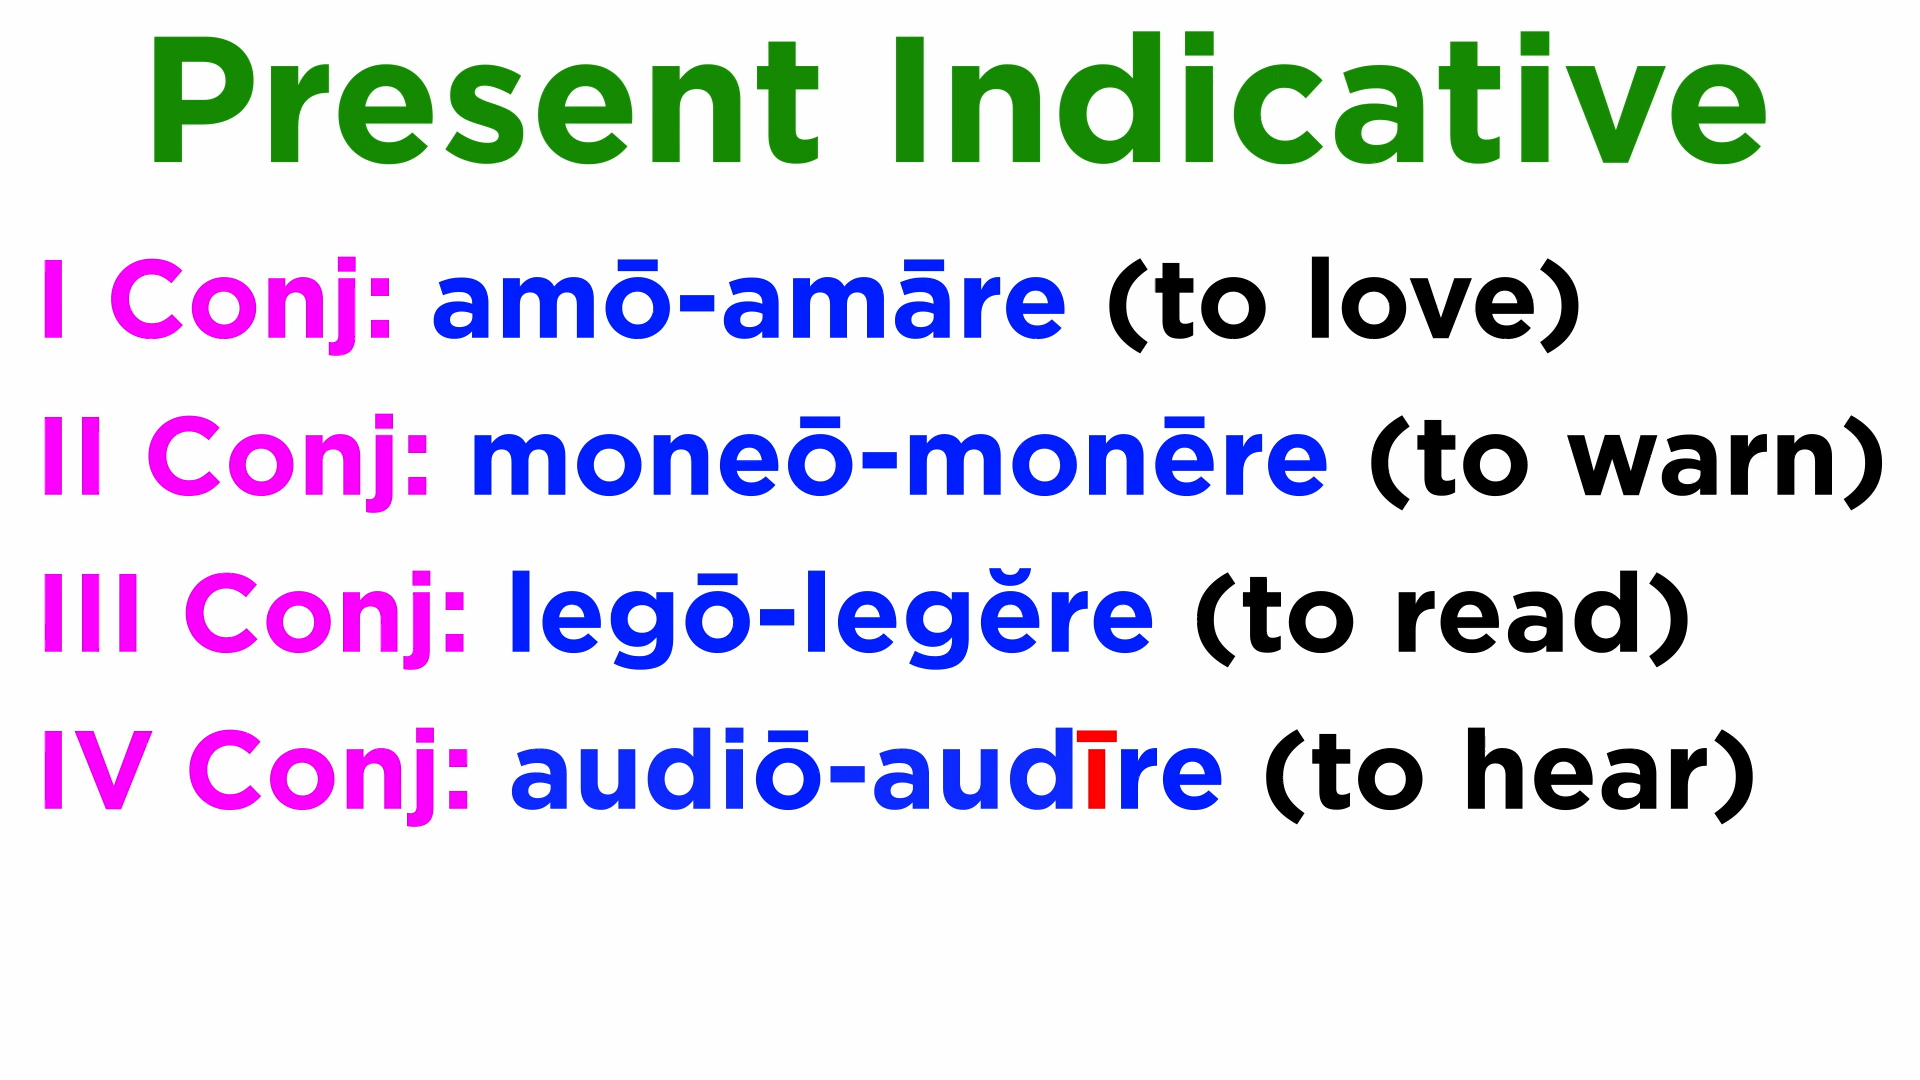 Present Indicative
I Conj: amō-amāre (to love)
II Conj: moneō-monēre (to warn)
III Conj: legō-legĕre (to read)
IV Conj: audiō-audīre (to hear)